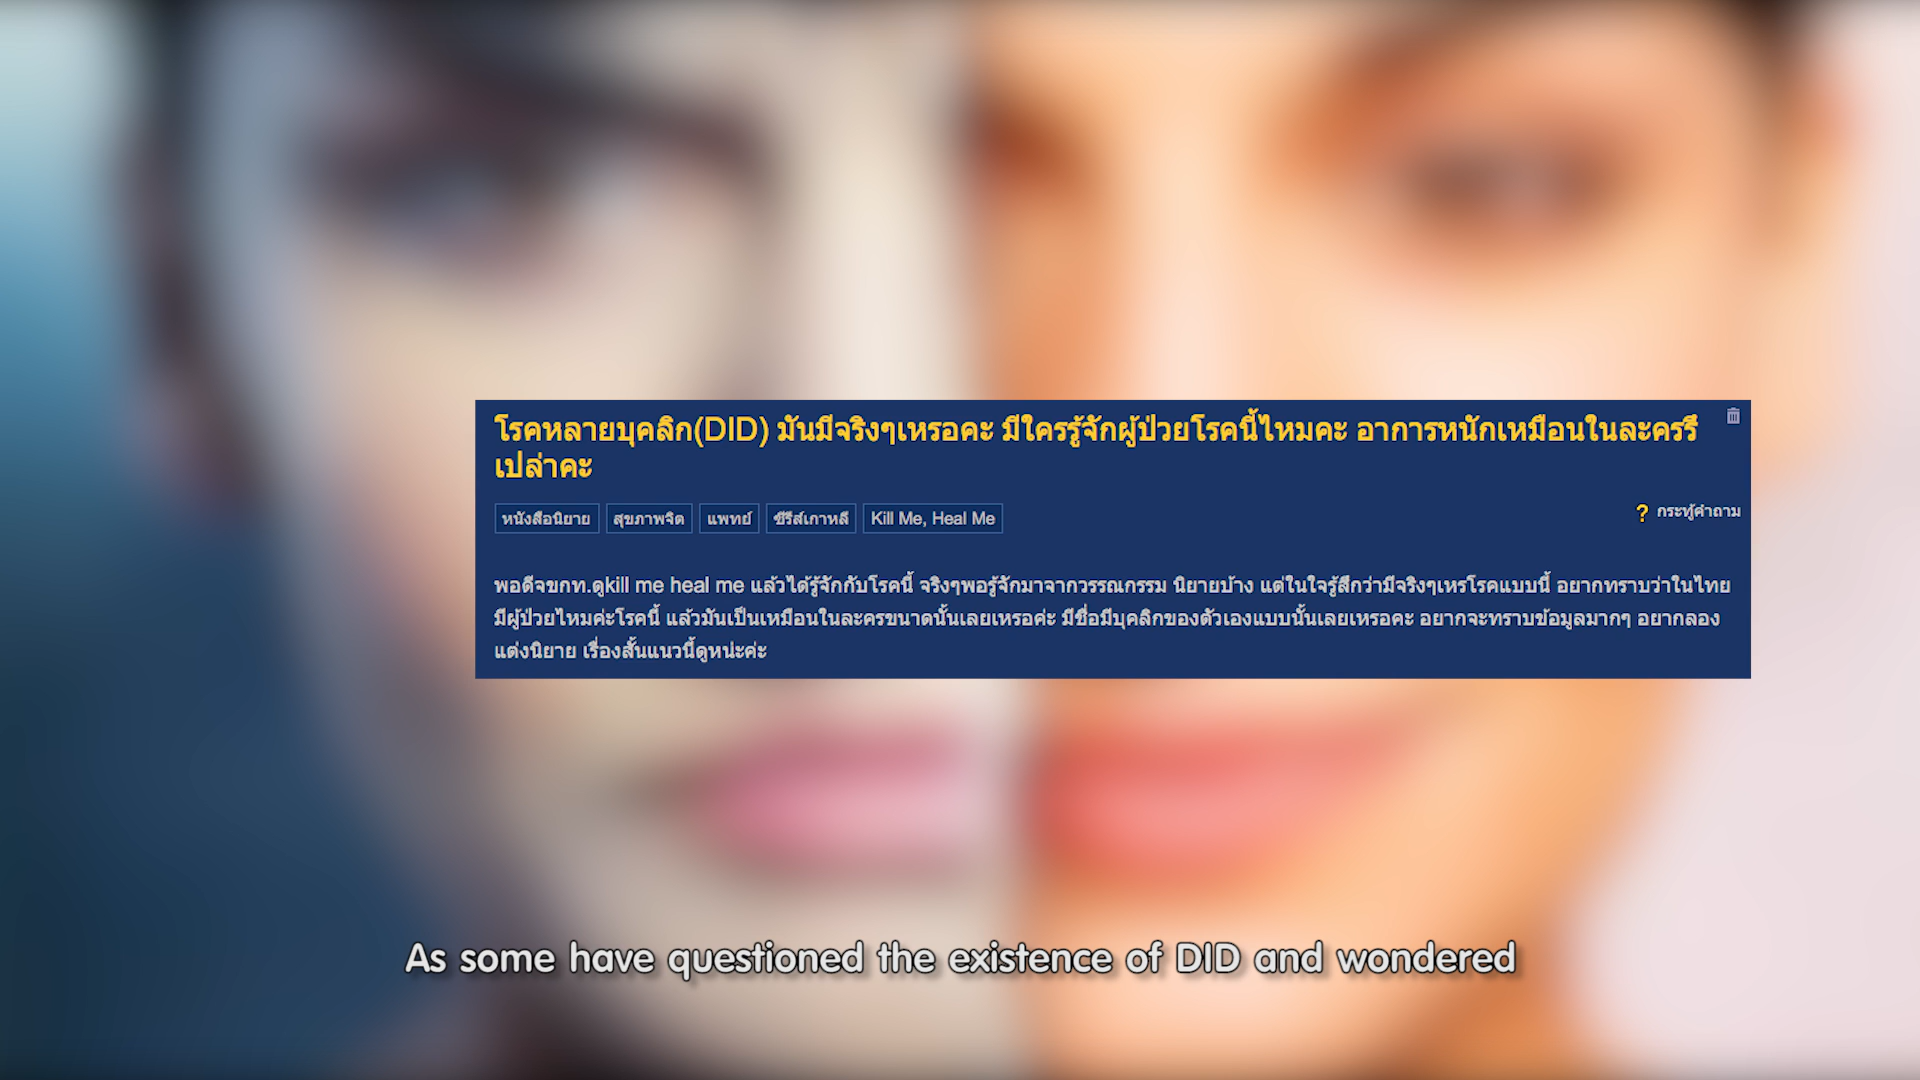 โรคหลายบุคลิก(DID) มันมีจริงๆเหรอคะ มีใครรู้จักผู้ป่วยโรคนี้ไหมคะ อาการหนักเหมือนในละครรึ
เปล่าคะ
หนังสือนิยาย สุขภาพจิต แพทย์ ซีรีส์เกาหลี Kill Me, Heal Me
? กระทู้คำถาม
พอดีจขกท.ดูkill me heal me แล้วได้รู้จักกับโรคนี้ จริงๆพอรู้จักมาจากวรรณกรรม นิยายบ้าง แต่ในใจรู้สึกว่ามีจริงๆเหรโรคแบบนี้ อยากทราบว่าในไทย
มีผู้ป่วยไหมค่ะโรคนี้ แล้วมันเป็นเหมือนในละครขนาดนั้นเลยเหรอค่ะ มีชื่อมีบุคลิกของตัวเองแบบนั้นเลยเหรอคะ อยากจะทราบข้อมูลมากๆ อยากลอง
แต่งนิยาย เรื่องสั้นแนวนี้ดูหน่ะค่ะ
As some have questioned the existence of DID and wondered